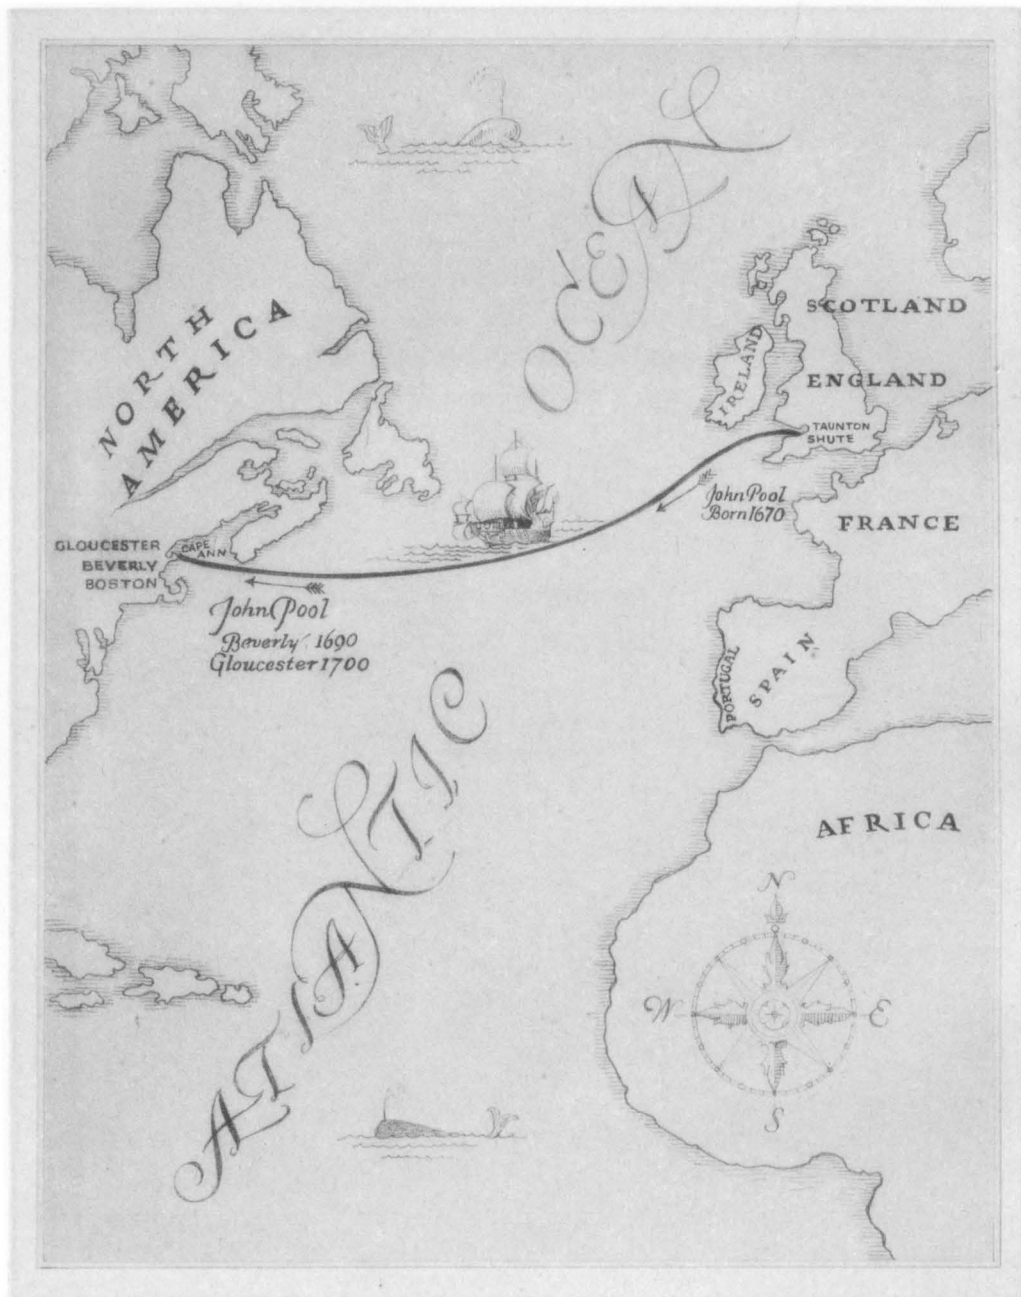 OCEAN
NORTH
AMERICA
SCOTLAND
IRELAND
ENGLAND
TAUNTON
SHUTE
John Pool
Born 1670
FRANCE
GLOUCESTER
BEVERLY
BOSTON
CAPE
ANN
John Pool
Beverly 1690
Gloucester 1700
PORTUGAL
SPAIN
ATLANTIC
AFRICA
N
W
E
S